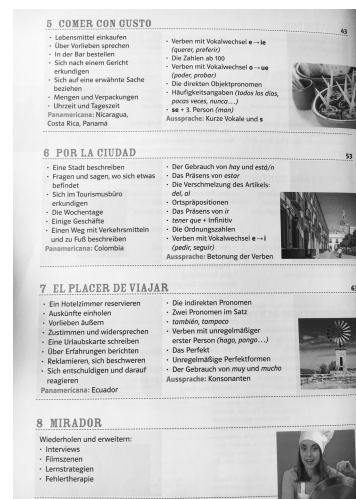 5 COMER CON GUSTO
43
· Lebensmittel einkaufen
· Über Vorlieben sprechen
· In der Bar bestellen
· Sich nach einem Gericht
erkundigen
· Sich auf eine erwähnte Sache
beziehen
· Mengen und Verpackungen
· Uhrzeit und Tageszeit
Panamericana: Nicaragua,
Costa Rica, Panamá
· Verben mit Vokalwechsel e → ie
(querer, preferir)
· Die Zahlen ab 100
· Verben mit Vokalwechsel o → ue
(poder, probar)
· Die direkten Objektpronomen
· Häufigkeitsangaben (todos los días,
pocas veces, nunca…)
· se + 3. Person (man)
Aussprache: Kurze Vokale und s
6 POR LA CIUDAD
53
· Eine Stadt beschreiben
· Fragen und sagen, wo sich etwas
befindet
· Sich im Tourismusbüro
erkundigen
· Die Wochentage
· Einige Geschäfte
· Einen Weg mit Verkehrsmitteln
und zu Fuß beschreiben
Panamericana: Colombia
· Der Gebrauch von hay und está/n
· Das Präsens von estar
· Die Verschmelzung des Artikels:
del, al
· Ortspräpositionen
· Das Präsens von ir
· tener que + Infinitiv
· Die Ordnungszahlen
· Verben mit Vokalwechsel e → i
(pedir, seguir)
Aussprache: Betonung der Verben
7 EL PLACER DE VIAJAR
· Ein Hotelzimmer reservieren
· Auskünfte einholen
· Vorlieben äußern
· Zustimmen und widersprechen
· Eine Urlaubskarte schreiben
· Über Erfahrungen berichten
· Reklamieren, sich beschweren
· Sich entschuldigen und darauf
reagieren
Panamericana: Ecuador
· Die indirekten Pronomen
· Zwei Pronomen im Satz
· también, tampoco
· Verben mit unregelmäßiger
erster Person (hago, pongo…)
· Das Perfekt
· Unregelmäßige Perfektformen
· Der Gebrauch von muy und mucho
Aussprache: Konsonanten
8 MIRADOR
Wiederholen und erweitern:
· Interviews
· Filmszenen
· Lernstrategien
· Fehlertherapie